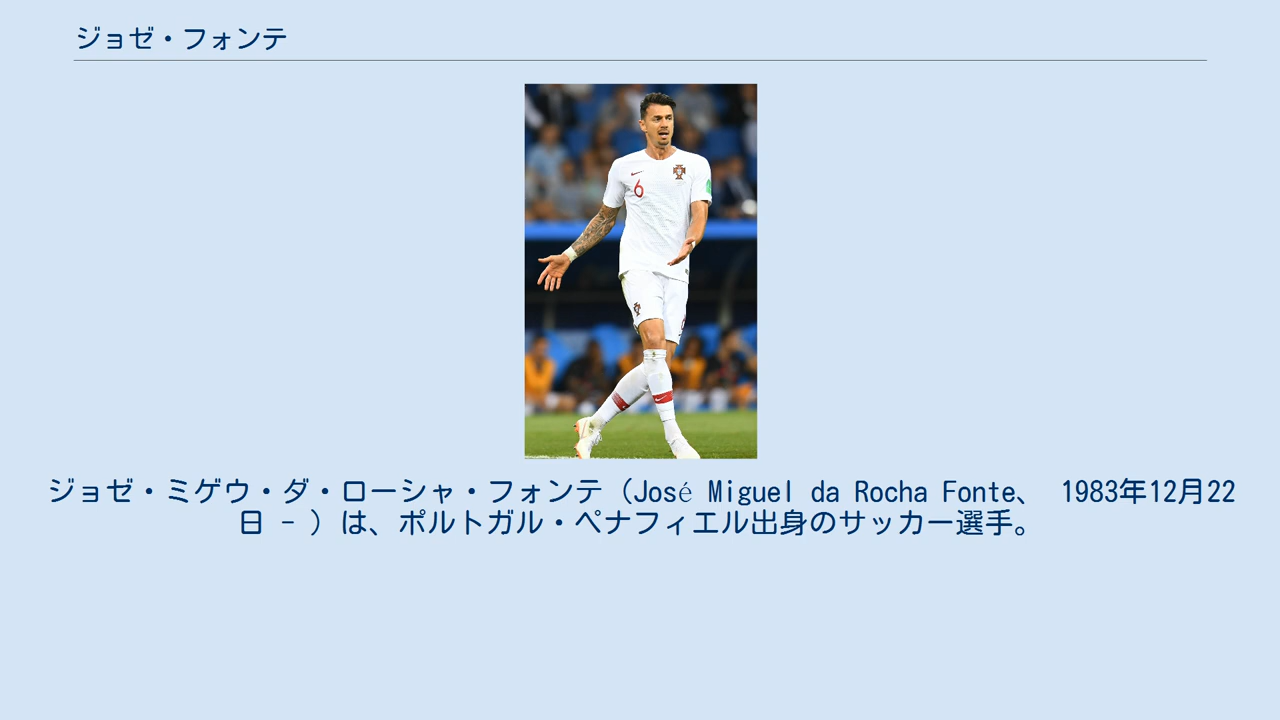 ジョゼ・フォンテ
6
ジョゼ・ミゲウ・ダ・ローシャ・フォンテ（José Miguel da Rocha Fonte、 1983年12月22
日 - ）は、ポルトガル・ペナフィエル出身のサッカー選手。